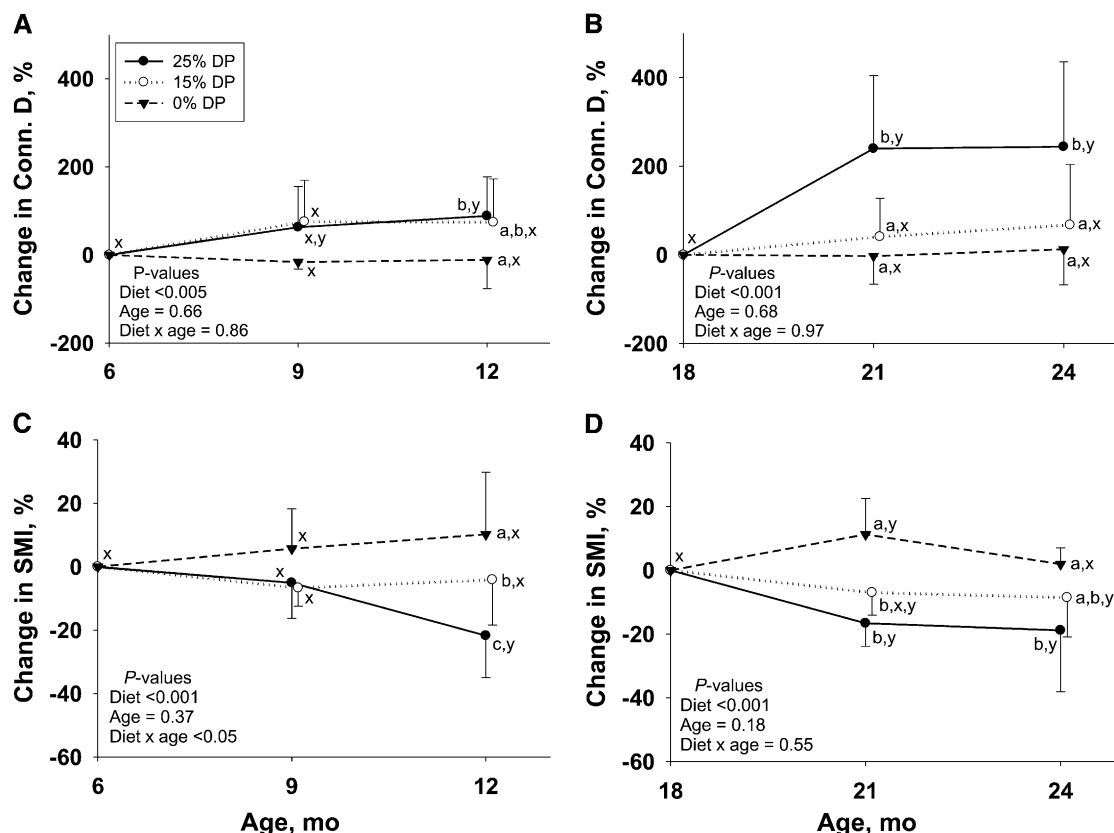 A
Change in Conn. D, %
400
200
0
-200
25% DP
15% DP
0% DP
x
x
x,y
x
b,y
a,b,x
a,x
P-values
Diet <0.005
Age = 0.66
Diet x age = 0.86
6
9
12
B
Change in Conn. D, %
400
200
0
-200
x
b,y
a,x
a,x
b,y
a,x
a,x
P-values
Diet <0.001
Age = 0.68
Diet x age = 0.97
18
21
24
C
Change in SMI, %
40
20
0
-20
-40
-60
x
x
x
x
a,x
b,x
c,y
P-values
Diet <0.001
Age = 0.37
Diet x age <0.05
6
9
12
Age, mo
D
Change in SMI, %
40
20
0
-20
-40
-60
x
a,y
b,x,y
b,y
a,x
a,b,y
b,y
P-values
Diet <0.001
Age = 0.18
Diet x age = 0.55
18
21
24
Age, mo